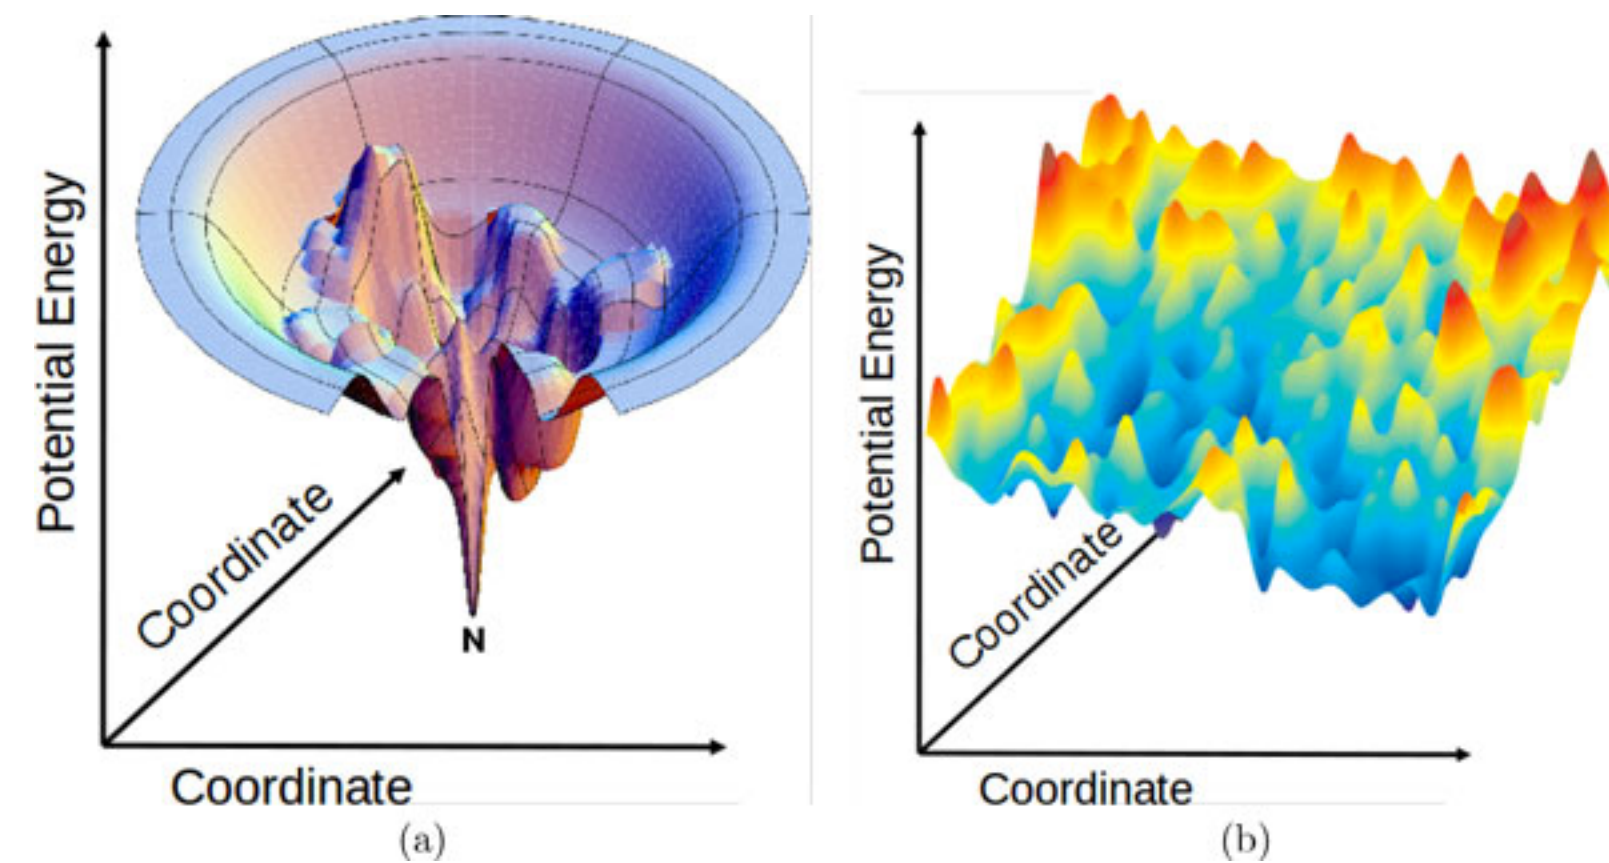 Potential Energy
Coordinate
N
Coordinate
(a)
Potential Energy
Coordinate
Coordinate
(b)